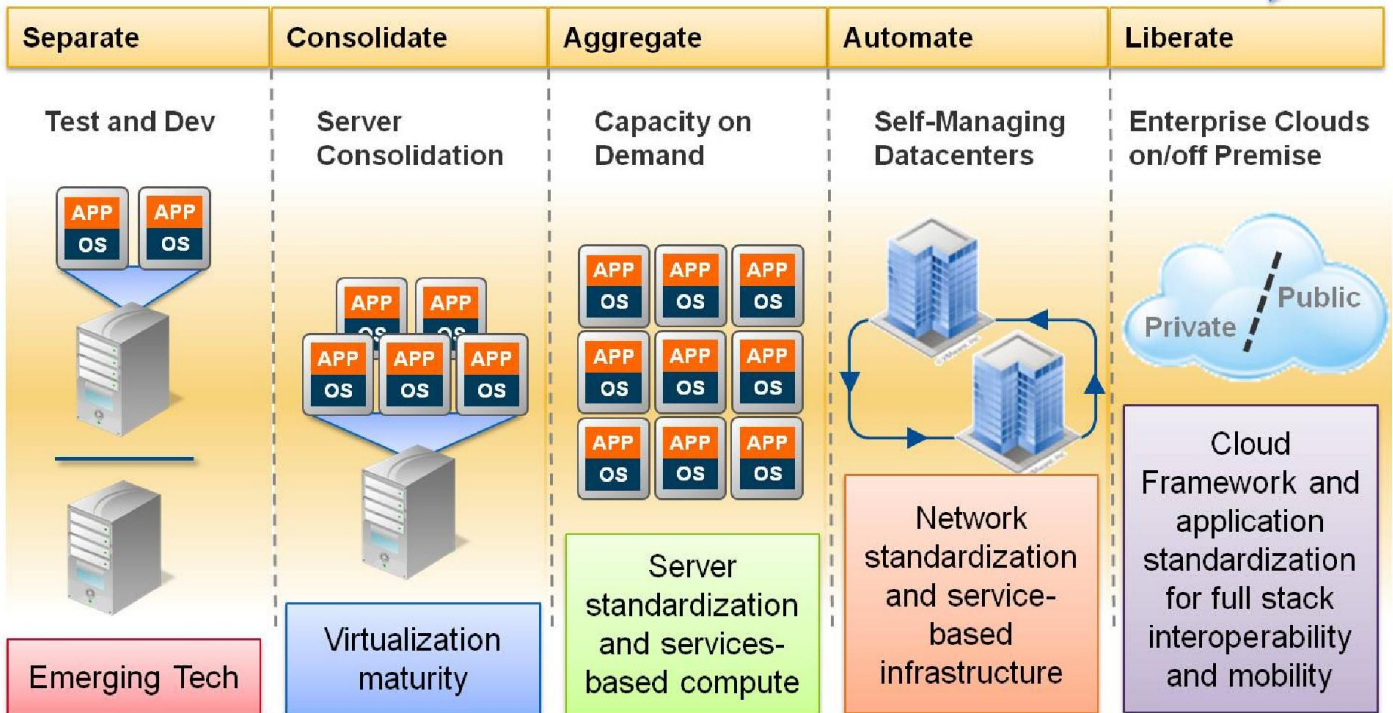 Separate
Consolidate
Aggregate
Automate
Liberate
Test and Dev
Server
Consolidation
Capacity on
Demand
Self-Managing
Datacenters
Enterprise Clouds
on/off Premise
APP
OS
APP
OS
APP
OS
APP
OS
APP
OS
APP
OS
APP
OS
APP
OS
APP
OS
APP
OS
APP
OS
APP
OS
APP
OS
APP
OS
APP
OS
APP
OS
Private
Public
Emerging Tech
Virtualization
maturity
Server
standardization
and services-
based compute
Network
standardization
and service-
based
infrastructure
Cloud
Framework and
application
standardization
for full stack
interoperability
and mobility